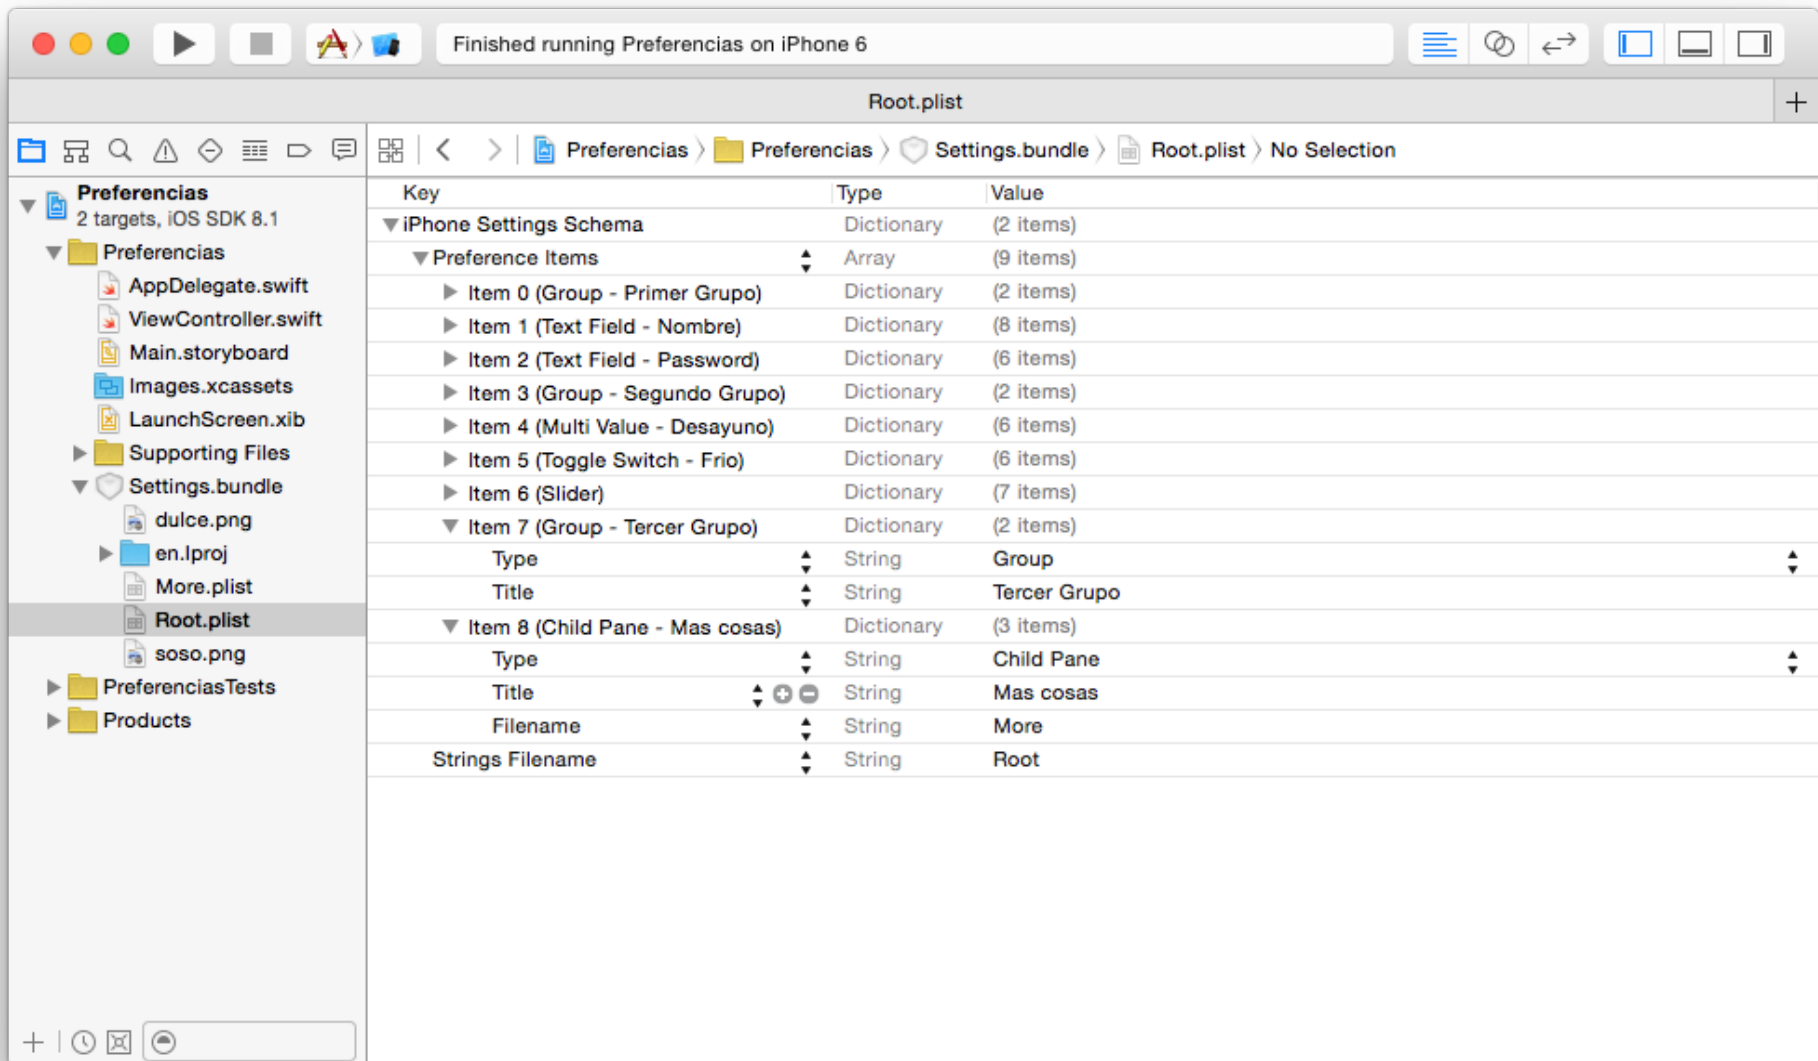 Finished running Preferencias on iPhone 6
Root.plist
Preferencias Preferencias Settings.bundle Root.plist No Selection
Preferencias
2 targets, iOS SDK 8.1
Preferencias
AppDelegate.swift
ViewController.swift
Main.storyboard
Images.xcassets
LaunchScreen.xib
Supporting Files
Settings.bundle
dulce.png
en.lproj
More.plist
Root.plist
soso.png
PreferenciasTests
Products
Key Type Value
iPhone Settings Schema Dictionary (2 items)
Preference Items Array (9 items)
Item 0 (Group - Primer Grupo) Dictionary (2 items)
Item 1 (Text Field - Nombre) Dictionary (8 items)
Item 2 (Text Field - Password) Dictionary (6 items)
Item 3 (Group - Segundo Grupo) Dictionary (2 items)
Item 4 (Multi Value - Desayuno) Dictionary (6 items)
Item 5 (Toggle Switch - Frio) Dictionary (6 items)
Item 6 (Slider) Dictionary (7 items)
Item 7 (Group - Tercer Grupo) Dictionary (2 items)
Type String Group
Title String Tercer Grupo
Item 8 (Child Pane - Mas cosas) Dictionary (3 items)
Type String Child Pane
Title String Mas cosas
Filename String More
Strings Filename String Root